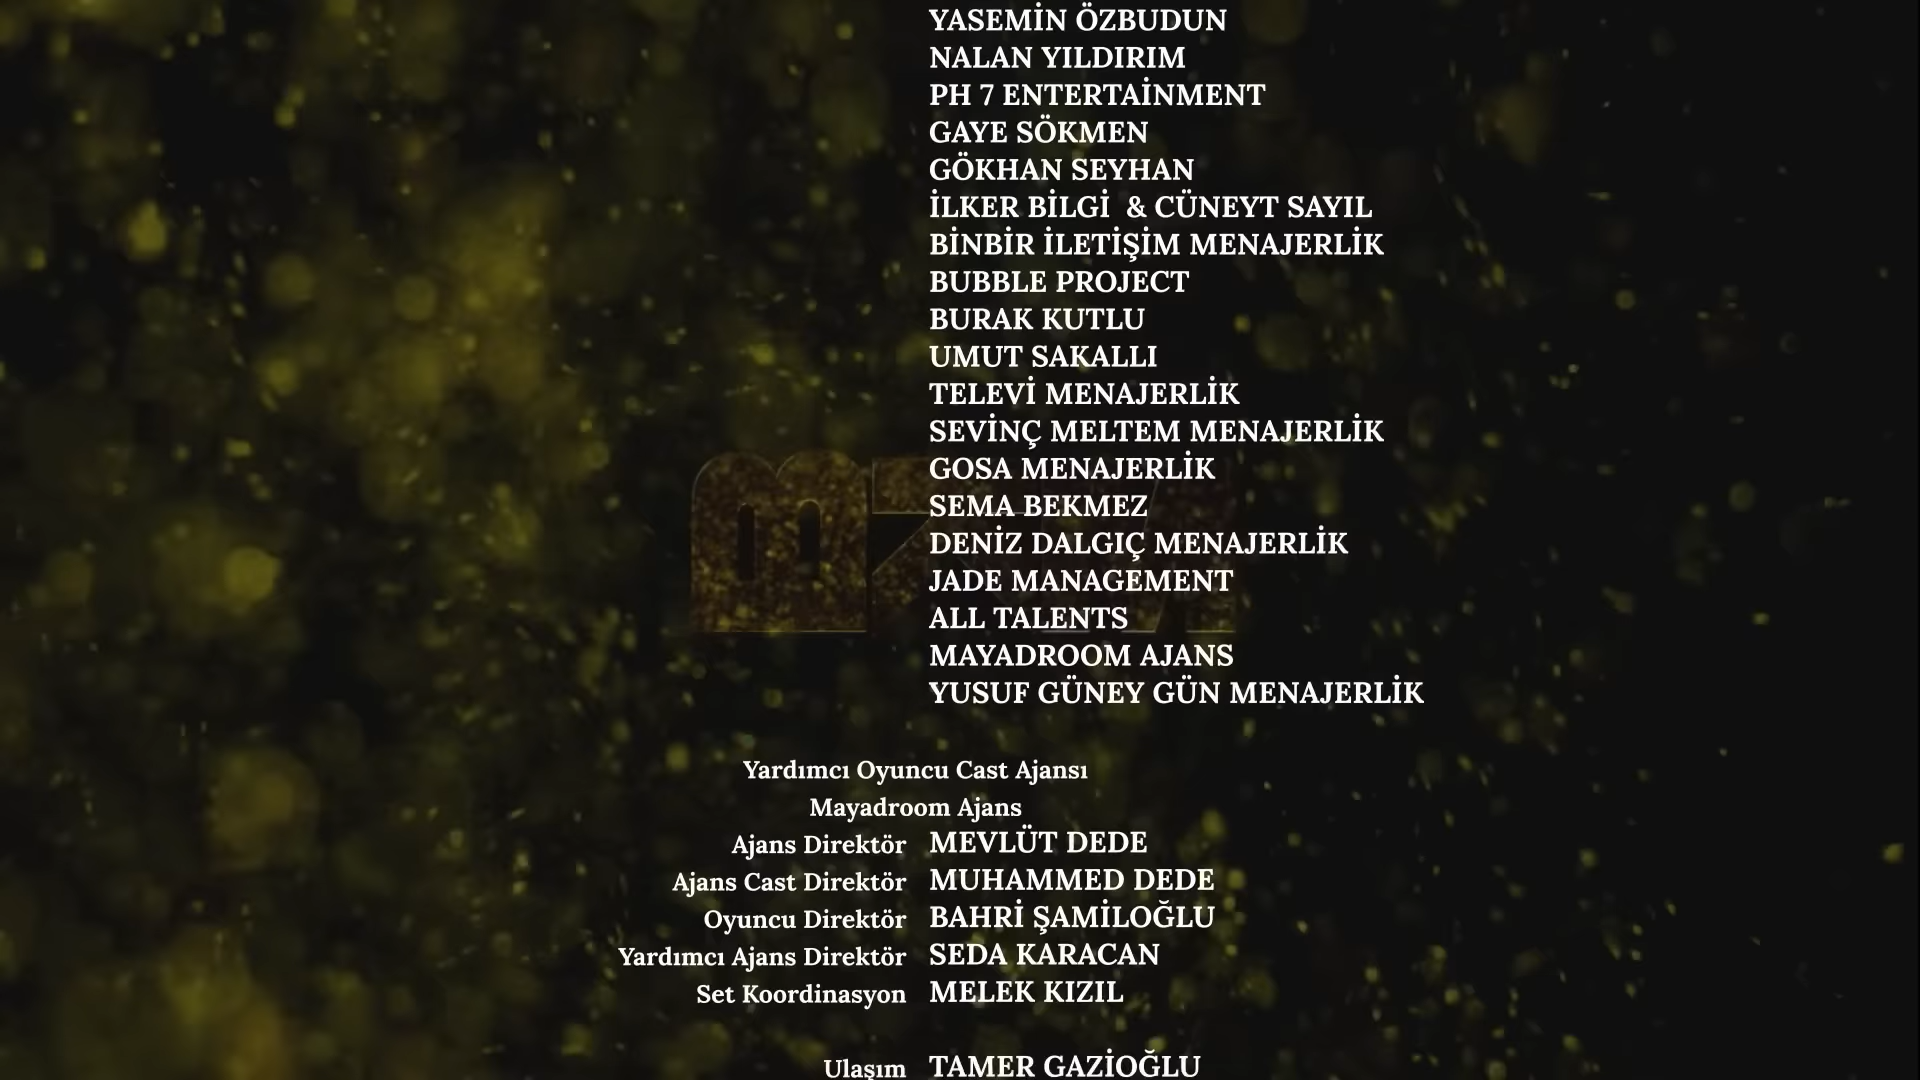 YASEMİN ÖZBUDUN
NALAN YILDIRIM
PH 7 ENTERTAİNMENT
GAYE SÖKMEN
GÖKHAN SEYHAN
İLKER BİLGİ & CÜNEYT SAYIL
BİNBİR İLETİŞİM MENAJERLİK
BUBBLE PROJECT
BURAK KUTLU
UMUT SAKALLI
TELEVİ MENAJERLİK
SEVİNÇ MELTEM MENAJERLİK
GOSA MENAJERLİK
SEMA BEKMEZ
DENİZ DALGIÇ MENAJERLİK
JADE MANAGEMENT
ALL TALENTS
MAYADROOM AJANS
YUSUF GÜNEY GÜN MENAJERLİK
Yardımcı Oyuncu Cast Ajansı
Mayadroom Ajans
Ajans Direktör MEVLÜT DEDE
Ajans Cast Direktör MUHAMMED DEDE
Oyuncu Direktör BAHRİ ŞAMİLOĞLU
Yardımcı Ajans Direktör SEDA KARACAN
Set Koordinasyon MELEK KIZIL
Ulaşım TAMER GAZİOĞLU